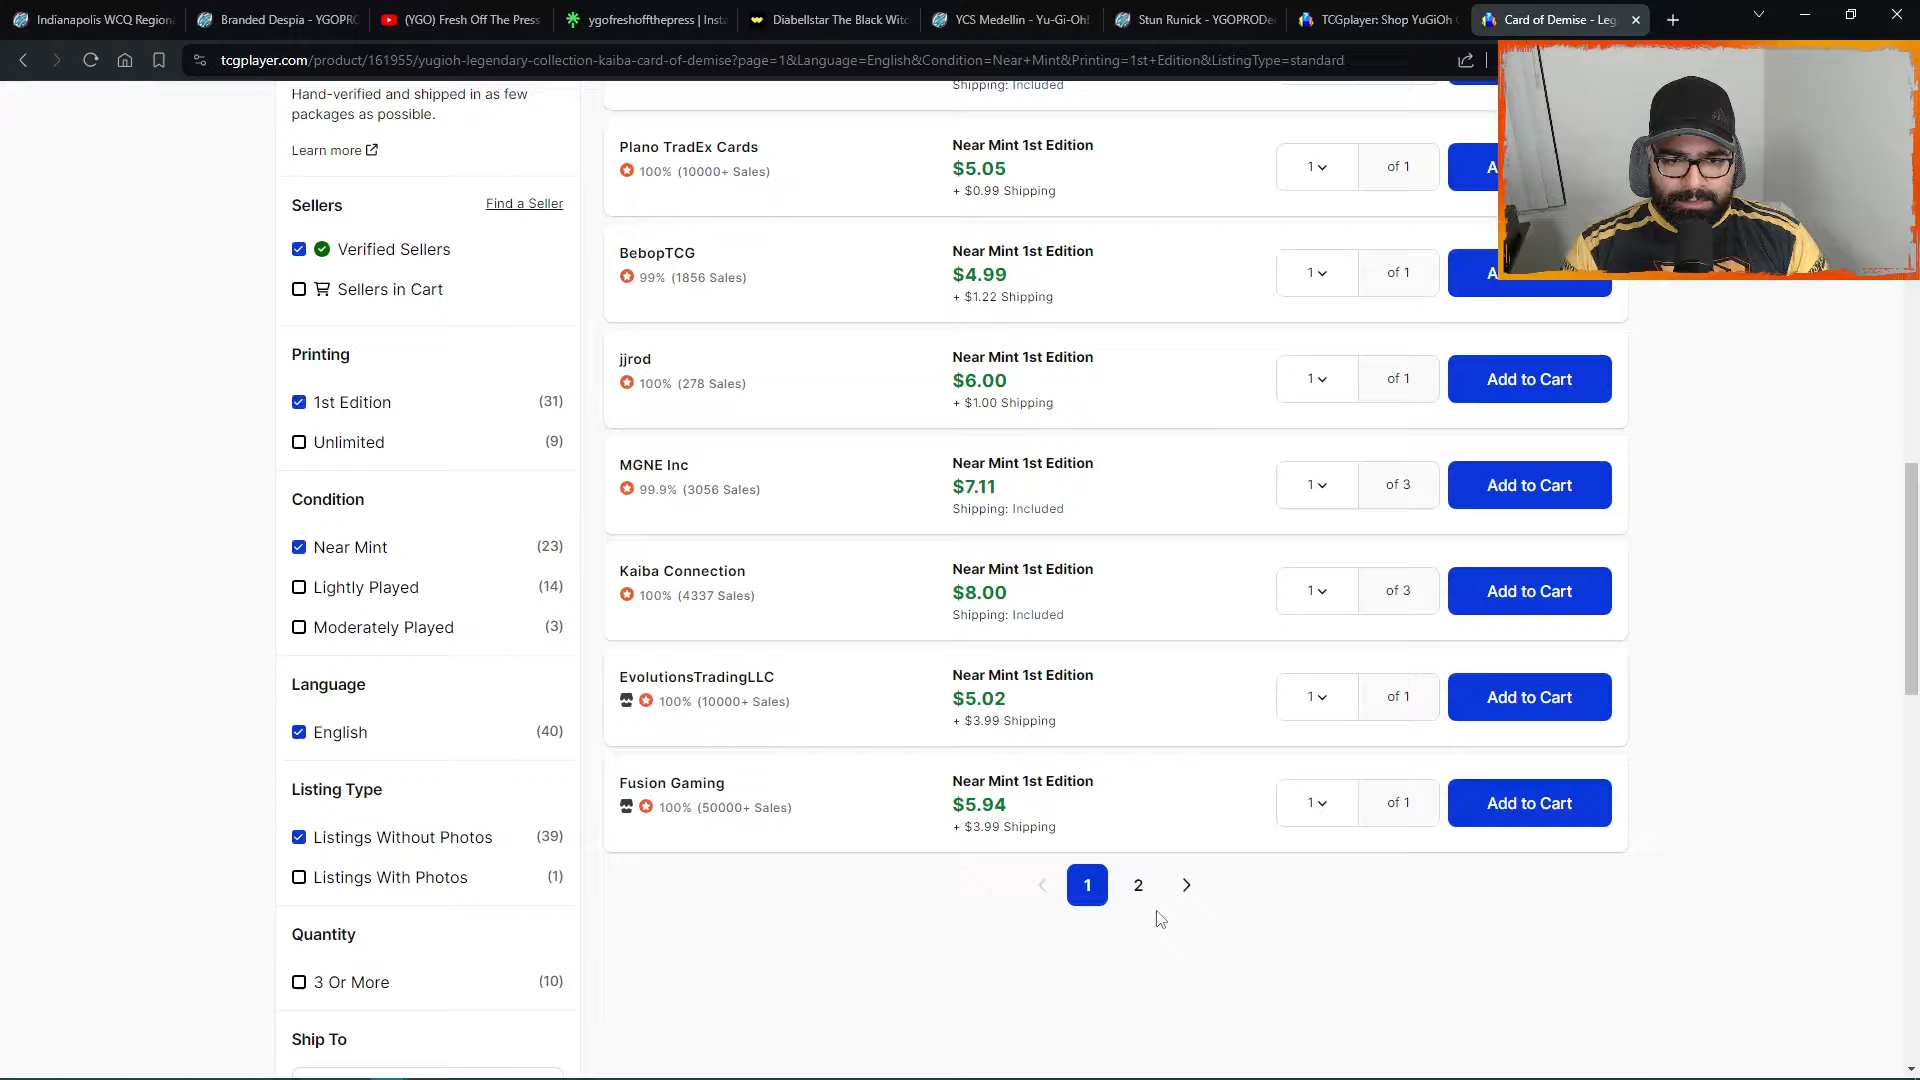 Indianapolis WCQ Regiona
Branded Despia - YGOPRO
(YGO) Fresh Off The Press
ygofreshoffthepress | Insta
Diabellstar The Black Witc
YCS Medellin - Yu-Gi-Oh!
Stun Runick - YGOPRODe
TCGplayer: Shop YuGiOh C
Card of Demise - Leg
tcgplayer.com/product/161955/yugioh-legendary-collection-kaiba-card-of-demise?page=1&Language=English&Condition=Near+Mint&Printing=1st+Edition&ListingType=standard
Hand-verified and shipped in as few
packages as possible.
Learn more
Sellers
Find a Seller
Verified Sellers
Sellers in Cart
Printing
1st Edition (31)
Unlimited (9)
Condition
Near Mint (23)
Lightly Played (14)
Moderately Played (3)
Language
English (40)
Listing Type
Listings Without Photos (39)
Listings With Photos (1)
Quantity
3 Or More (10)
Ship To
Shipping: Included
Plano TradEx Cards
100% (10000+ Sales)
Near Mint 1st Edition
$5.05
+ $0.99 Shipping
1
of 1
A
BebopTCG
99% (1856 Sales)
Near Mint 1st Edition
$4.99
+ $1.22 Shipping
1
of 1
A
jjrod
100% (278 Sales)
Near Mint 1st Edition
$6.00
+ $1.00 Shipping
1
of 1
Add to Cart
MGNE Inc
99.9% (3056 Sales)
Near Mint 1st Edition
$7.11
Shipping: Included
1
of 3
Add to Cart
Kaiba Connection
100% (4337 Sales)
Near Mint 1st Edition
$8.00
Shipping: Included
1
of 3
Add to Cart
EvolutionsTradingLLC
100% (10000+ Sales)
Near Mint 1st Edition
$5.02
+ $3.99 Shipping
1
of 1
Add to Cart
Fusion Gaming
100% (50000+ Sales)
Near Mint 1st Edition
$5.94
+ $3.99 Shipping
1
of 1
Add to Cart
1 2